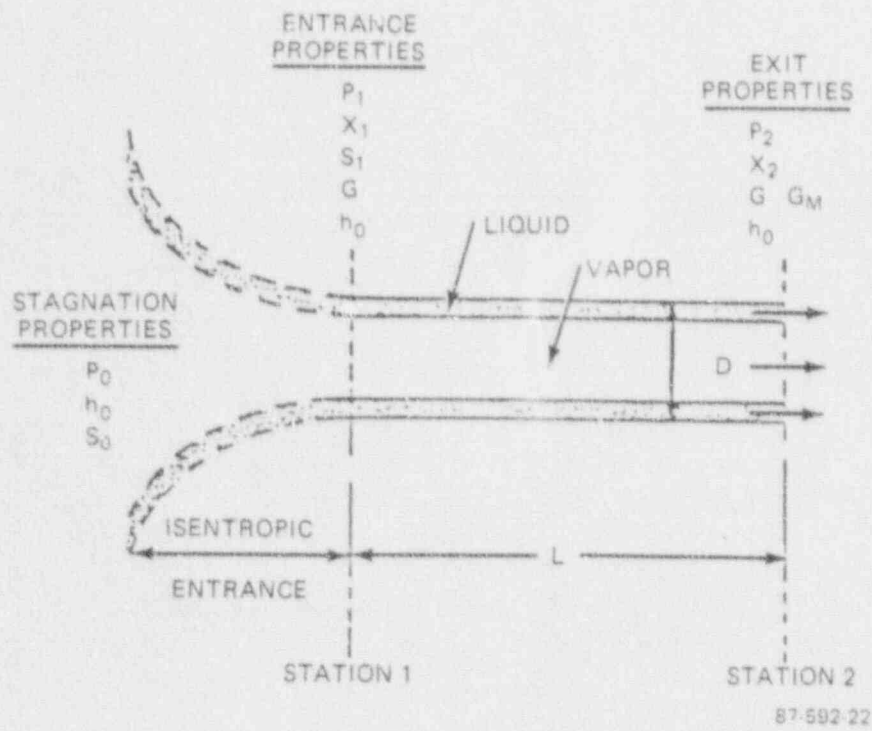 ENTRANCE
PROPERTIES
P1
X1
S1
G
h0
EXIT
PROPERTIES
P2
X2
G GM
h0
LIQUID
VAPOR
STAGNATION
PROPERTIES
P0
h0
S0
D
ISENTROPIC
ENTRANCE
L
STATION 1
STATION 2
87-592-22